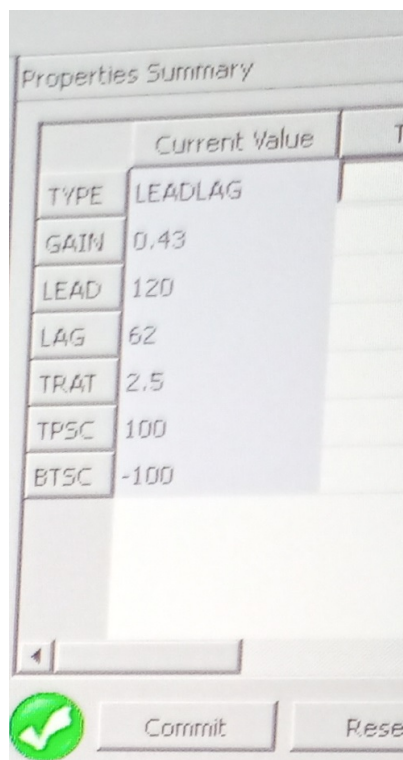 Properties Summary
Current Value T
TYPE LEADLAG
GAIN 0.43
LEAD 120
LAG 62
TRAT 2.5
TPSC 100
BTSC -100
Commit Rese